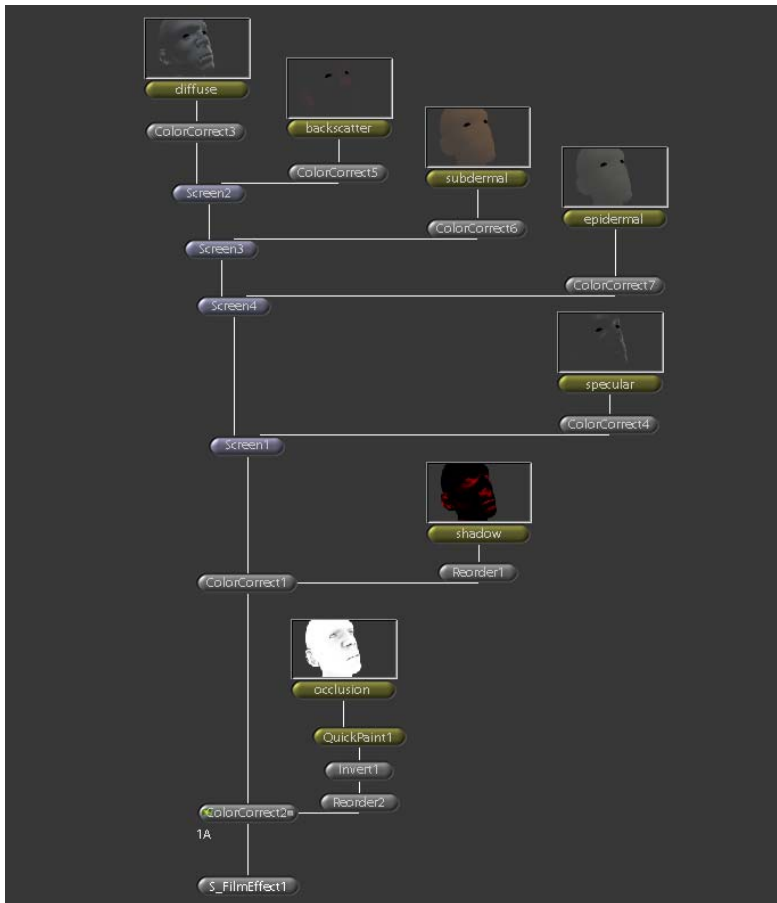 diffuse
backscatter
ColorCorrect3
ColorCorrect5
subdermal
Screen2
epidermal
ColorCorrect6
Screen3
ColorCorrect7
Screen4
specular
ColorCorrect4
Screen1
shadow
Reorder1
ColorCorrect1
occlusion
QuickPaint1
Invert1
Reorder2
ColorCorrect2
1A
S_FilmEffect1